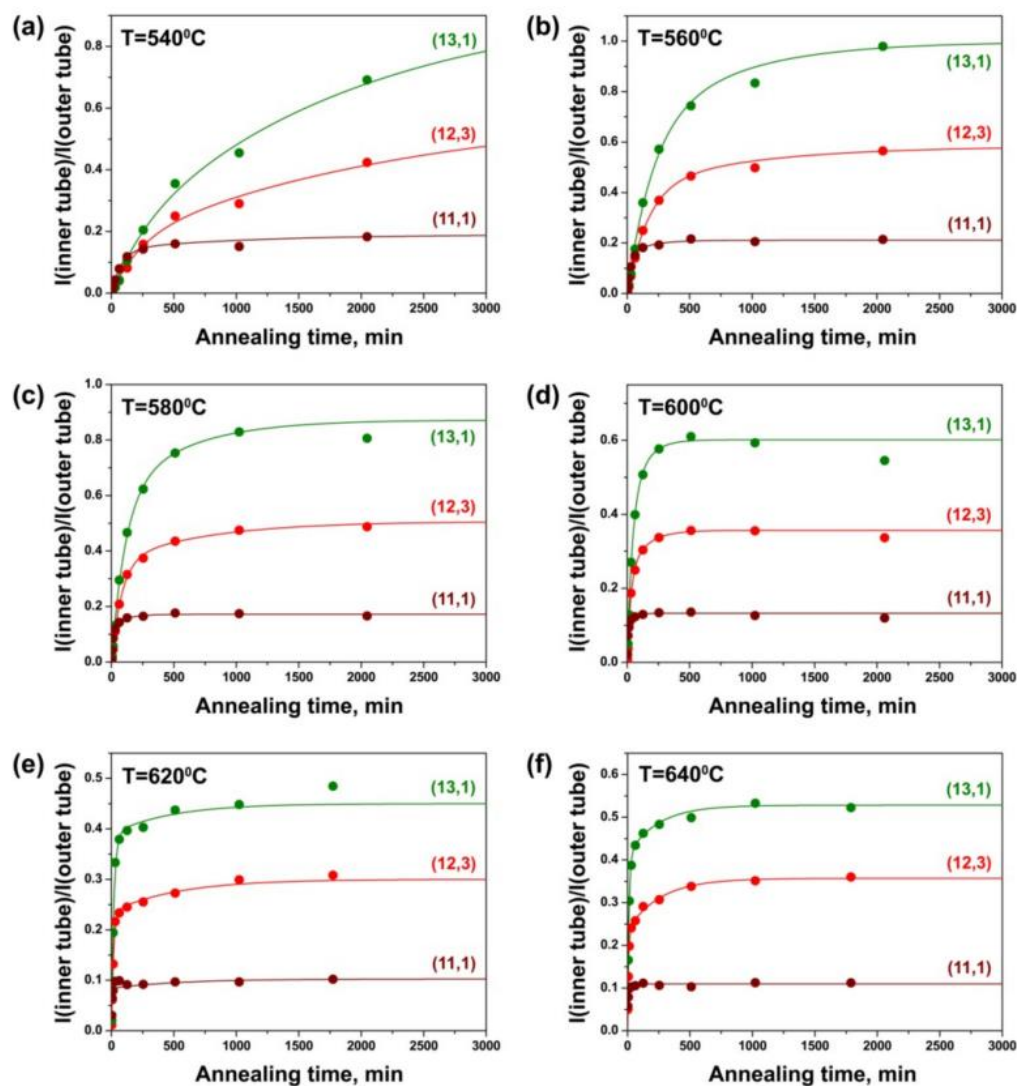 (a)
T=540⁰C
(13,1)
(12,3)
(11,1)
0.8
0.6
0.4
0.2
0.0
0 500 1000 1500 2000 2500 3000
Annealing time, min
I(inner tube)/I(outer tube)
(b)
T=560⁰C
(13,1)
(12,3)
(11,1)
1.0
0.8
0.6
0.4
0.2
0.0
0 500 1000 1500 2000 2500 3000
Annealing time, min
I(inner tube)/I(outer tube)
(c)
T=580⁰C
(13,1)
(12,3)
(11,1)
1.0
0.8
0.6
0.4
0.2
0.0
0 500 1000 1500 2000 2500 3000
Annealing time, min
I(inner tube)/I(outer tube)
(d)
T=600⁰C
(13,1)
(12,3)
(11,1)
0.6
0.4
0.2
0.0
0 500 1000 1500 2000 2500 3000
Annealing time, min
I(inner tube)/I(outer tube)
(e)
T=620⁰C
(13,1)
(12,3)
(11,1)
0.5
0.4
0.3
0.2
0.1
0.0
0 500 1000 1500 2000 2500 3000
Annealing time, min
I(inner tube)/I(outer tube)
(f)
T=640⁰C
(13,1)
(12,3)
(11,1)
0.6
0.5
0.4
0.3
0.2
0.1
0.0
0 500 1000 1500 2000 2500 3000
Annealing time, min
I(inner tube)/I(outer tube)